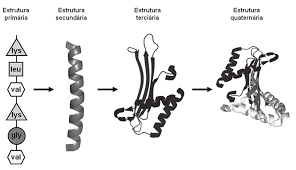 Estrutura
primária
Estrutura
secundária
Estrutura
terciária
Estrutura
quaternária
lys
leu
val
lys
gly
val